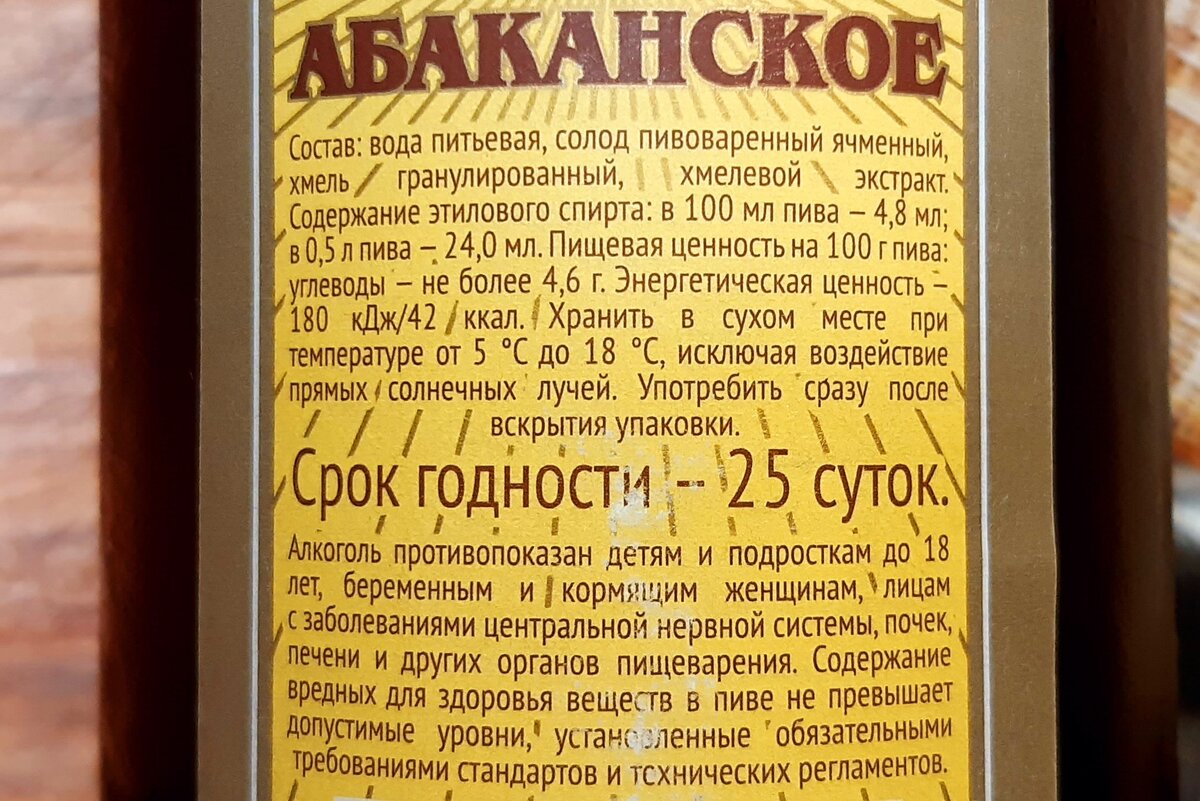 АБАКАНСКОЕ
Состав: вода питьевая, солод пивоваренный ячменный,
хмель гранулированный, хмелевой экстракт.
Содержание этилового спирта: в 100 мл пива – 4,8 мл;
в 0,5 л пива – 24,0 мл. Пищевая ценность на 100 г пива:
углеводы – не более 4,6 г. Энергетическая ценность –
180 кДж/42 ккал. Хранить в сухом месте при
температуре от 5 °С до 18 °С, исключая воздействие
прямых солнечных лучей. Употребить сразу после
вскрытия упаковки.
Срок годности – 25 суток.
Алкоголь противопоказан детям и подросткам до 18
лет, беременным и кормящим женщинам, лицам
с заболеваниями центральной нервной системы, почек,
печени и других органов пищеварения. Содержание
вредных для здоровья веществ в пиве не превышает
допустимые уровни, установленные обязательными
требованиями стандартов и технических регламентов.